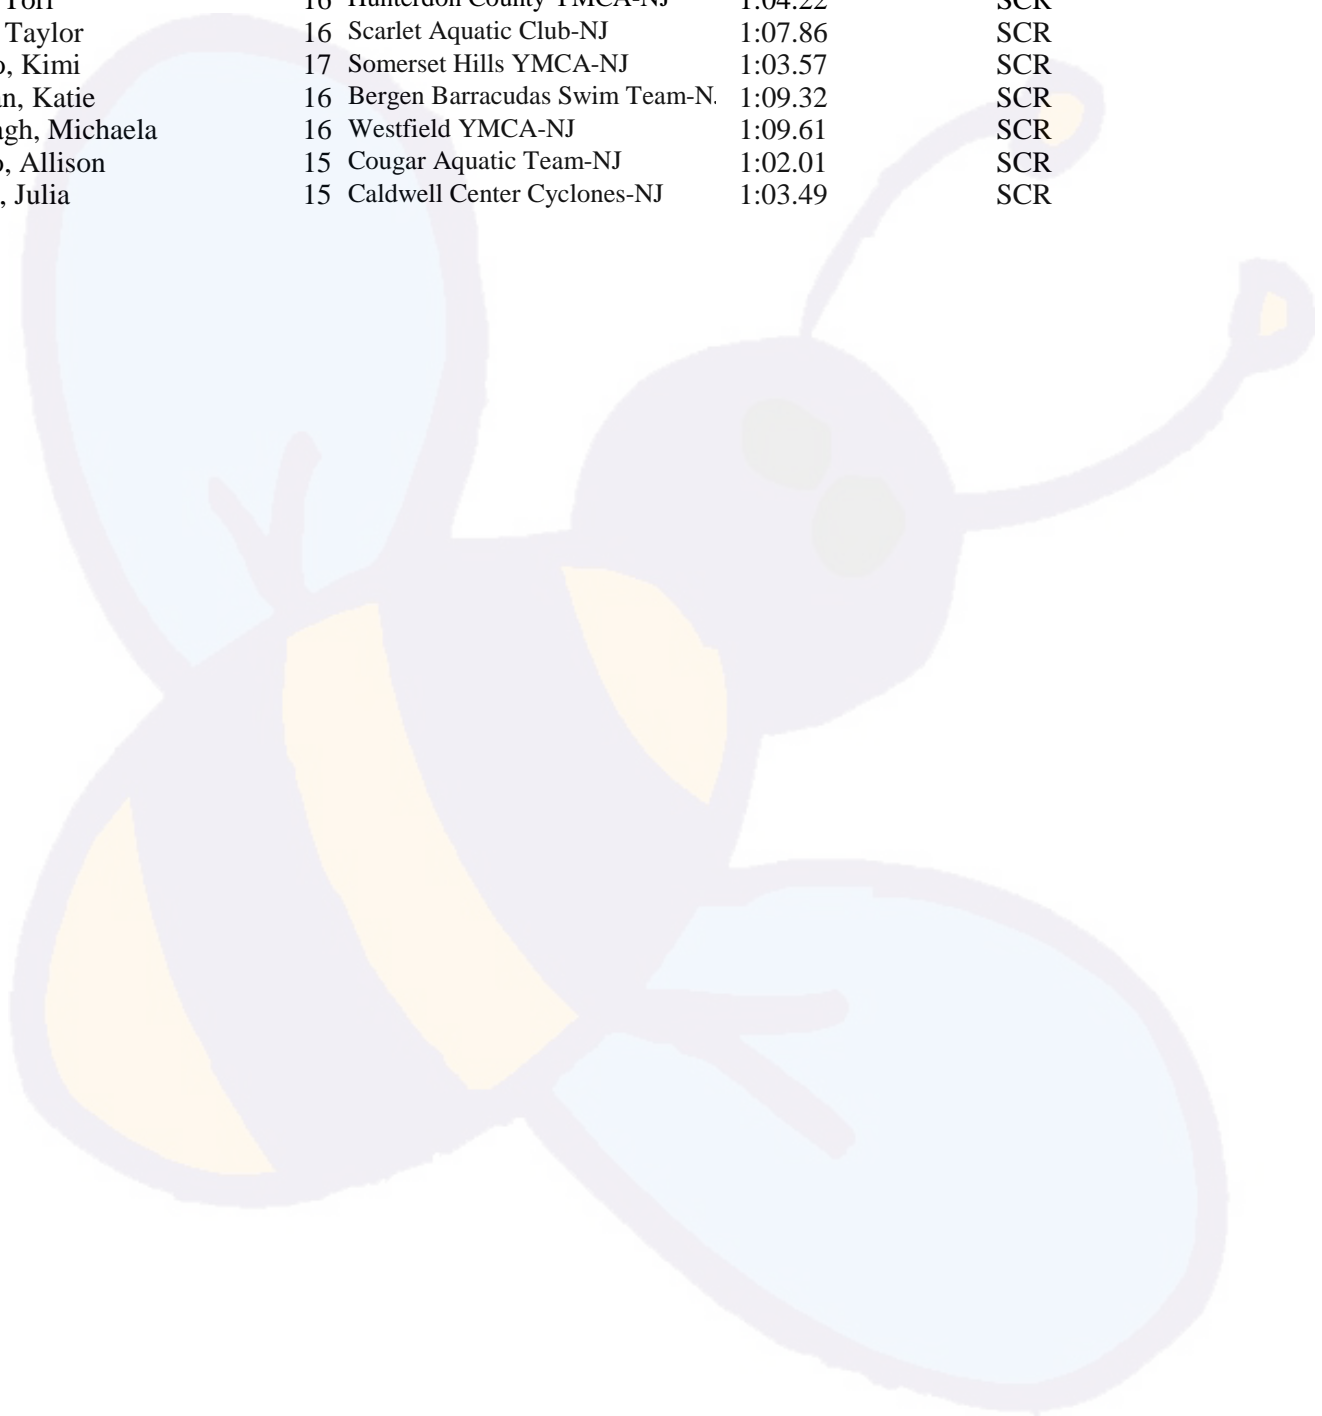 Tori 16 Hunterdon County YMCA-NJ 1:04.22 SCR
Taylor 16 Scarlet Aquatic Club-NJ 1:07.86 SCR
o, Kimi 17 Somerset Hills YMCA-NJ 1:03.57 SCR
n, Katie 16 Bergen Barracudas Swim Team-N 1:09.32 SCR
agh, Michaela 16 Westfield YMCA-NJ 1:09.61 SCR
o, Allison 15 Cougar Aquatic Team-NJ 1:02.01 SCR
, Julia 15 Caldwell Center Cyclones-NJ 1:03.49 SCR